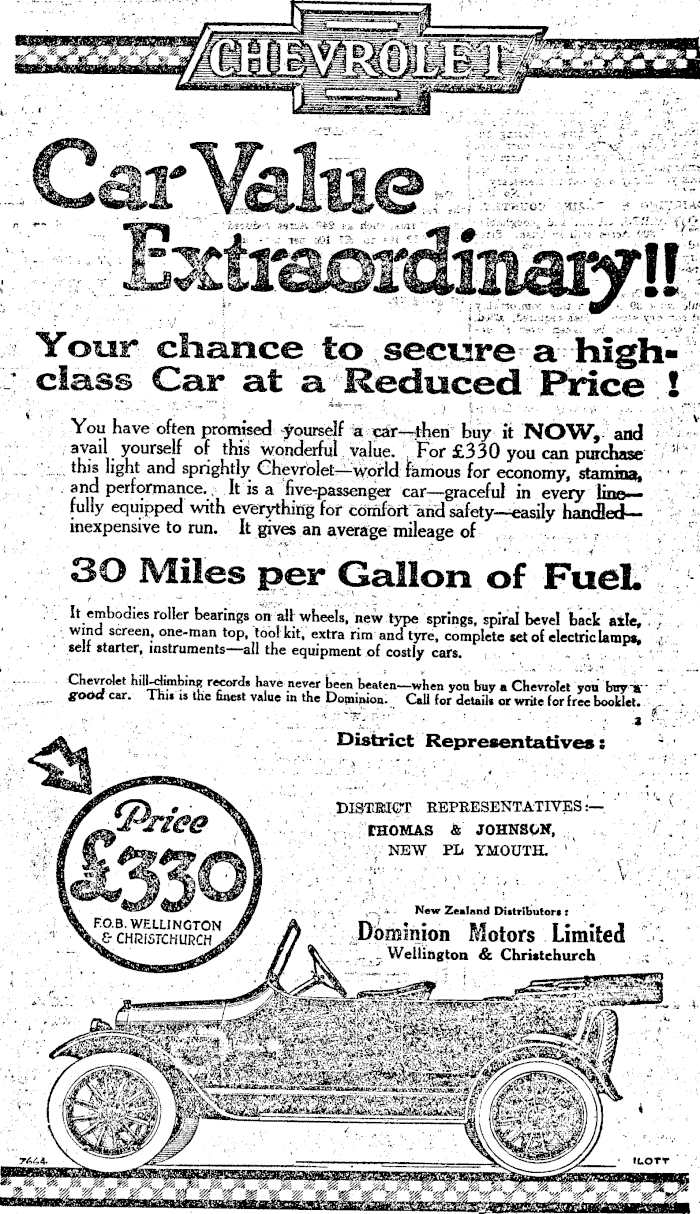 CHEVROLET
Car Value
Extraordinary!!
Your chance to secure a high-
class Car at a Reduced Price !
You have often promised yourself a car—then buy it NOW, and
avail yourself of this wonderful value. For £330 you can purchase
this light and sprightly Chevrolet—world famous for economy, stamina,
and performance. It is a five-passenger car—graceful in every line—
fully equipped with everything for comfort and safety—easily handled—
inexpensive to run. It gives an average mileage of
30 Miles per Gallon of Fuel.
It embodies roller bearings on all wheels, new type springs, spiral bevel back axle,
wind screen, one-man top, tool kit, extra rim and tyre, complete set of electric lamps,
self starter, instruments—all the equipment of costly cars.
Chevrolet hill-climbing records have never been beaten—when you buy a Chevrolet you buy a
good car. This is the finest value in the Dominion. Call for details or write for free booklet.
2
District Representatives:
DISTRICT REPRESENTATIVES:—
THOMAS & JOHNSON,
NEW PL YMOUTH.
Price
£330
F.O.B. WELLINGTON
& CHRISTCHURCH
New Zealand Distributors:
Dominion Motors Limited
Wellington & Christchurch
7664
ILOTT